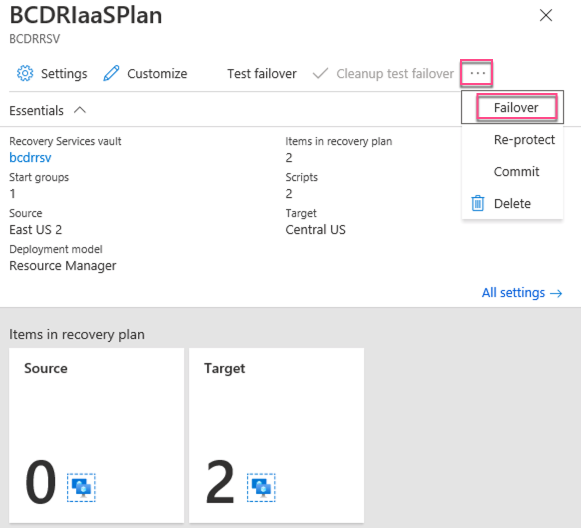 BCDRIaaSPlan
BCDRRSV
Settings Customize Test failover Cleanup test failover ...
Failover
Re-protect
Commit
Delete
Essentials
Recovery Services vault
bcdrrsv
Items in recovery plan
2
Start groups
1
Scripts
2
Source
East US 2
Target
Central US
Deployment model
Resource Manager
All settings →
Items in recovery plan
Source
0
Target
2